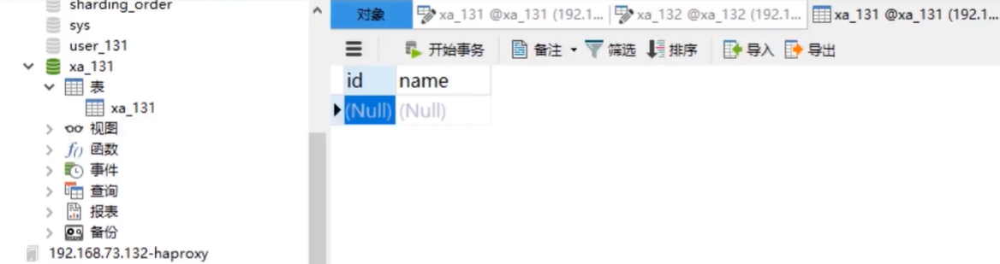 sharding_order
sys
user_131
xa_131
表
xa_131
视图
函数
事件
查询
报表
备份
192.168.73.132-haproxy
对象
xa_131 @xa_131 (192.1...
xa_132 @xa_132 (192.1...
xa_131 @xa_131 (192.1...
开始事务 备注 筛选 排序 导入 导出
id name
(Null) (Null)